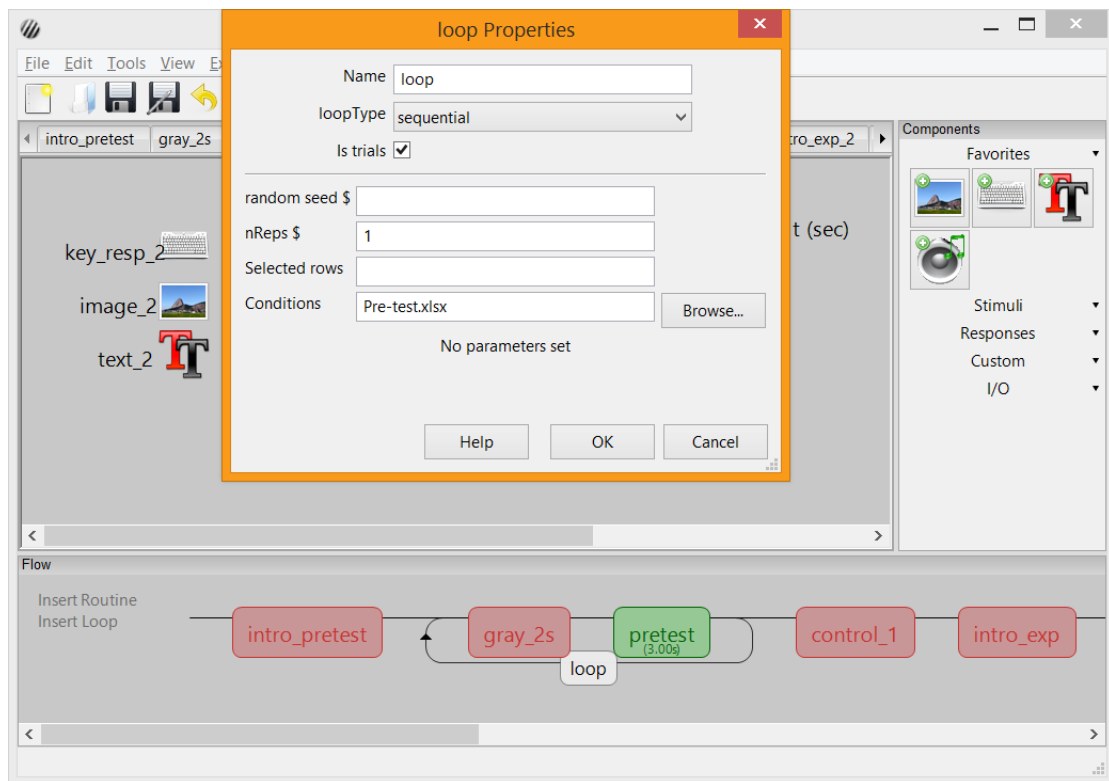 loop Properties
File Edit Tools View Ex
Name loop
loopType sequential
Is trials
random seed $
nReps $ 1
Selected rows
Conditions Pre-test.xlsx Browse...
No parameters set
Help OK Cancel
intro_pretest gray_2s tro_exp_2
key_resp_2
image_2
text_2
t (sec)
Components
Favorites
Stimuli
Responses
Custom
I/O
Flow
Insert Routine
Insert Loop
intro_pretest gray_2s pretest control_1 intro_exp
(3.00s)
loop